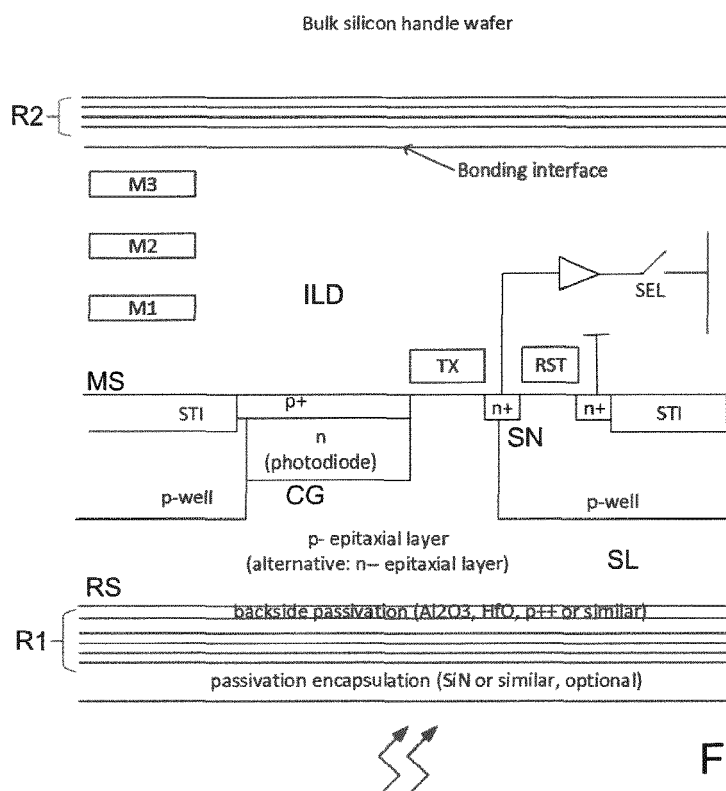 Bulk silicon handle wafer
R2
Bonding interface
M3
M2
SEL
ILD
M1
TX
RST
MS
STI
p+
n+
n+
STI
n
(photodiode)
SN
p-well
CG
p-well
p- epitaxial layer
(alternative: n-- epitaxial layer)
SL
RS
backside passivation (Al2O3, HfO, p++ or similar)
R1
passivation encapsulation (SiN or similar, optional)
F